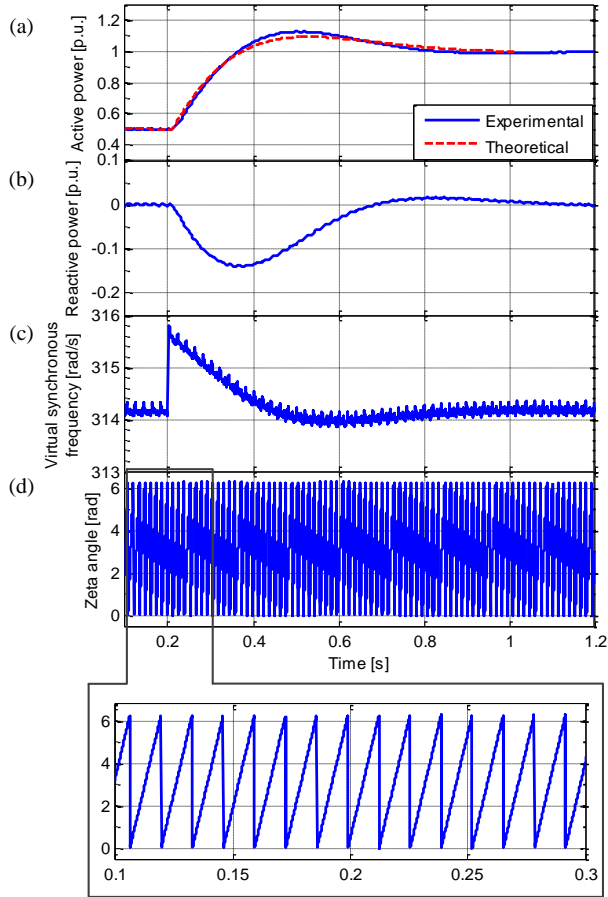 (a)
Active power [p.u.]
1.2
1.0
0.8
0.6
0.4
Experimental
Theoretical
(b)
Reactive power [p.u.]
0.1
0
-0.1
-0.2
(c)
Virtual synchronous
frequency [rad/s]
316
315
314
313
(d)
Zeta angle [rad]
6
4
2
0
0.2
0.4
0.6
0.8
1
1.2
Time [s]
6
4
2
0
0.1
0.15
0.2
0.25
0.3